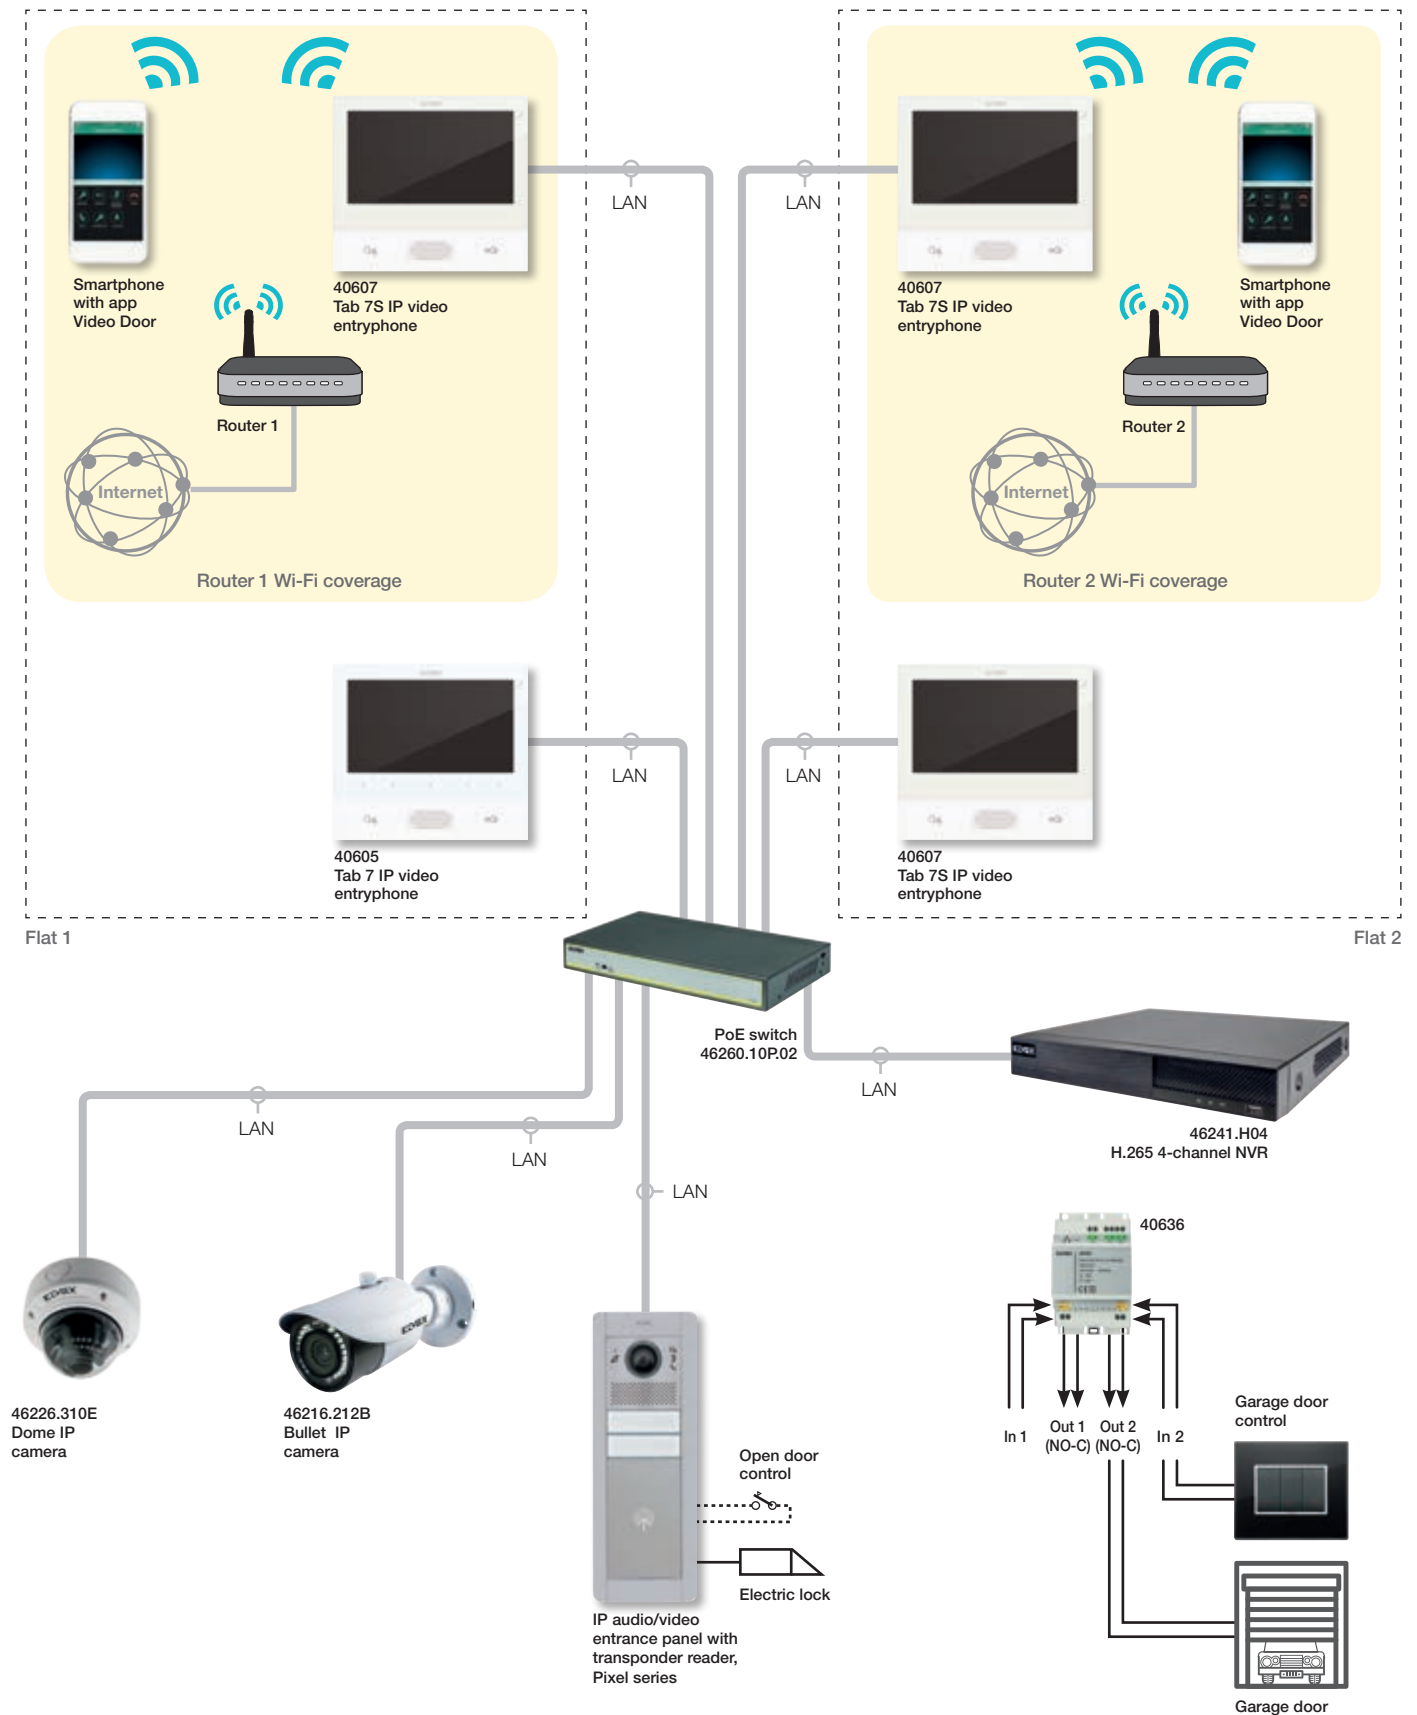 Smartphone
with app
Video Door
40607
Tab 7S IP video
entryphone
LAN
LAN
40607
Tab 7S IP video
entryphone
Smartphone
with app
Video Door
Router 1
Router 2
Internet
Internet
Router 1 Wi-Fi coverage
Router 2 Wi-Fi coverage
LAN
LAN
40605
Tab 7 IP video
entryphone
40607
Tab 7S IP video
entryphone
Flat 1
Flat 2
PoE switch
46260.10P.02
LAN
46241.H04
H.265 4-channel NVR
LAN
LAN
LAN
40636
46226.310E
Dome IP
camera
46216.212B
Bullet IP
camera
Open door
control
Electric lock
IP audio/video
entrance panel with
transponder reader,
Pixel series
In 1
Out 1
(NO-C)
Out 2
(NO-C)
In 2
Garage door
control
Garage door